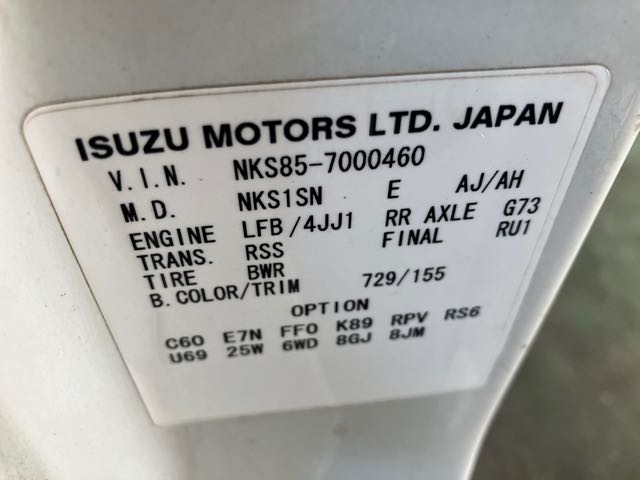 ISUZU MOTORS LTD. JAPAN
V.I.N. NKS85-7000460
M.D. NKS1SN E AJ/AH
ENGINE LFB/4JJ1 RR AXLE G73
TRANS. RSS FINAL RU1
TIRE BWR
B.COLOR/TRIM 729/155
OPTION
C60 E7N FF0 K89 RPV RS6
U69 25W 6WD 8GJ 8JM